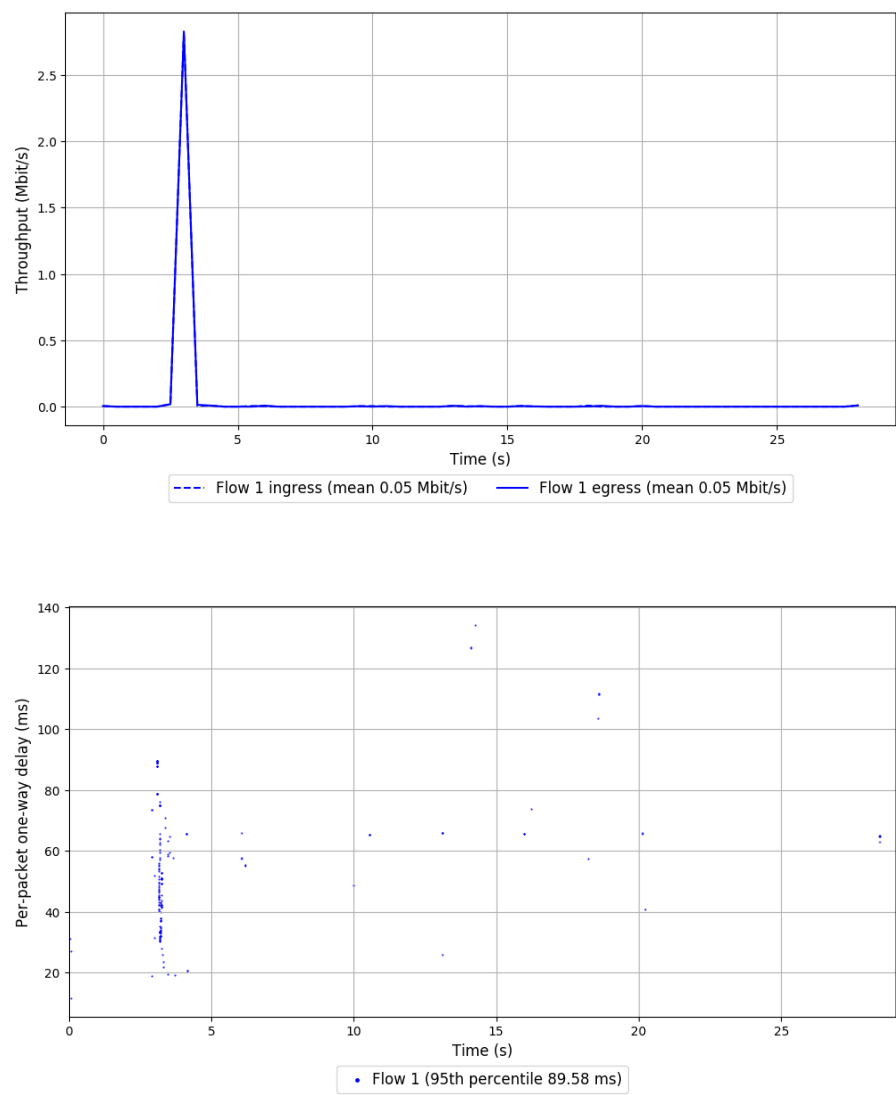 2.5
2.0
1.5
1.0
0.5
0.0
Throughput (Mbit/s)
0 5 10 15 20 25
Time (s)
Flow 1 ingress (mean 0.05 Mbit/s) Flow 1 egress (mean 0.05 Mbit/s)
140
120
100
80
60
40
20
Per-packet one-way delay (ms)
0 5 10 15 20 25
Time (s)
Flow 1 (95th percentile 89.58 ms)